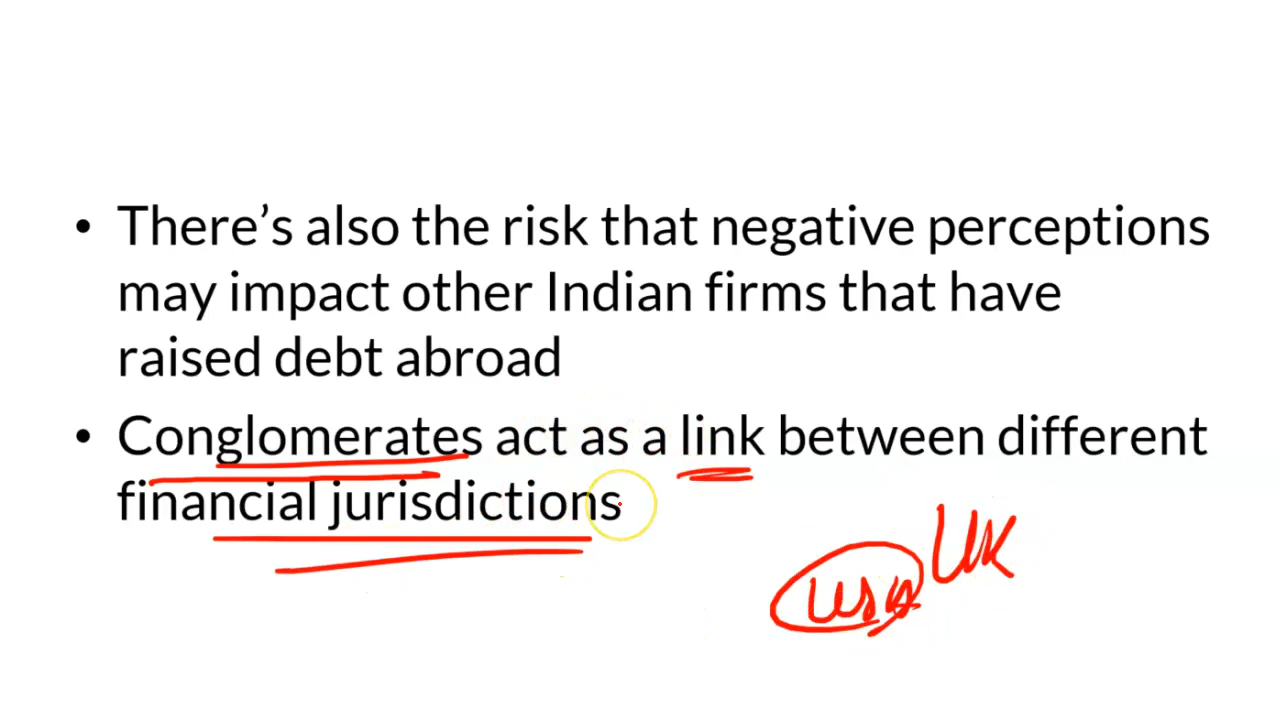 • There’s also the risk that negative perceptions
may impact other Indian firms that have
raised debt abroad
• Conglomerates act as a link between different
financial jurisdictions
UK
USA